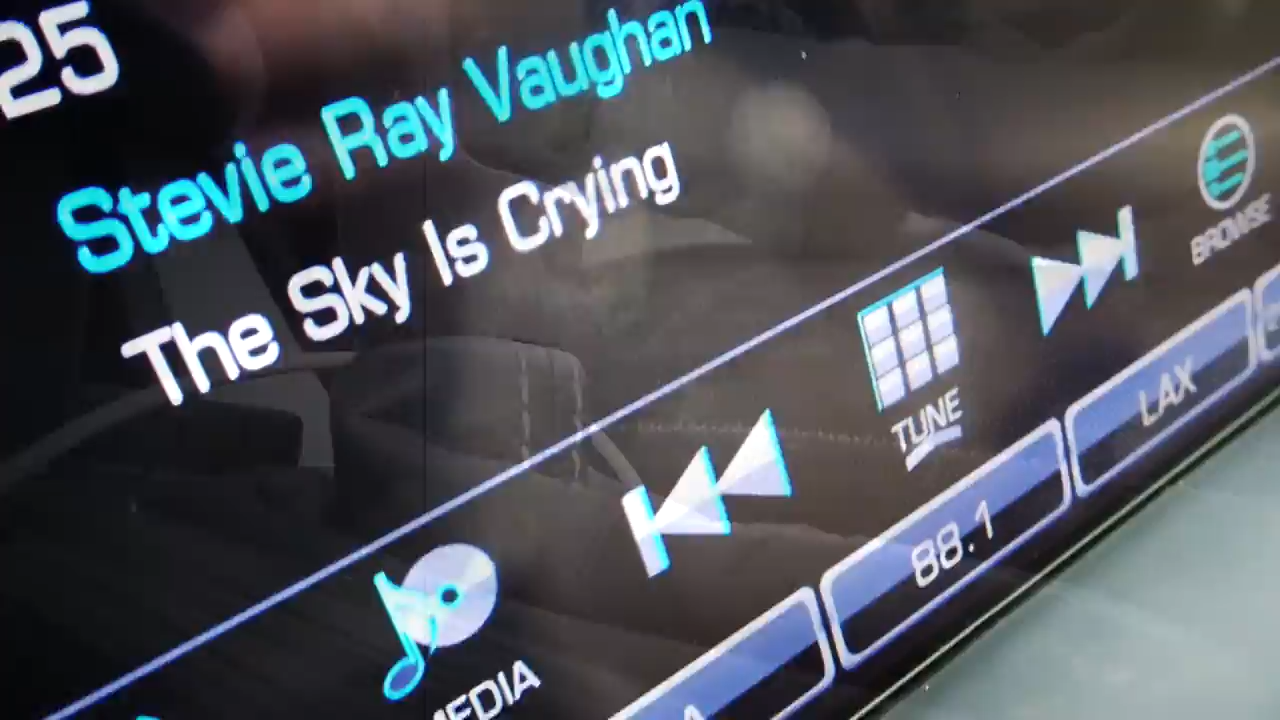 25
Stevie Ray Vaughan
The Sky Is Crying
BROWSE
TUNE
LAX
88.1
MEDIA
A